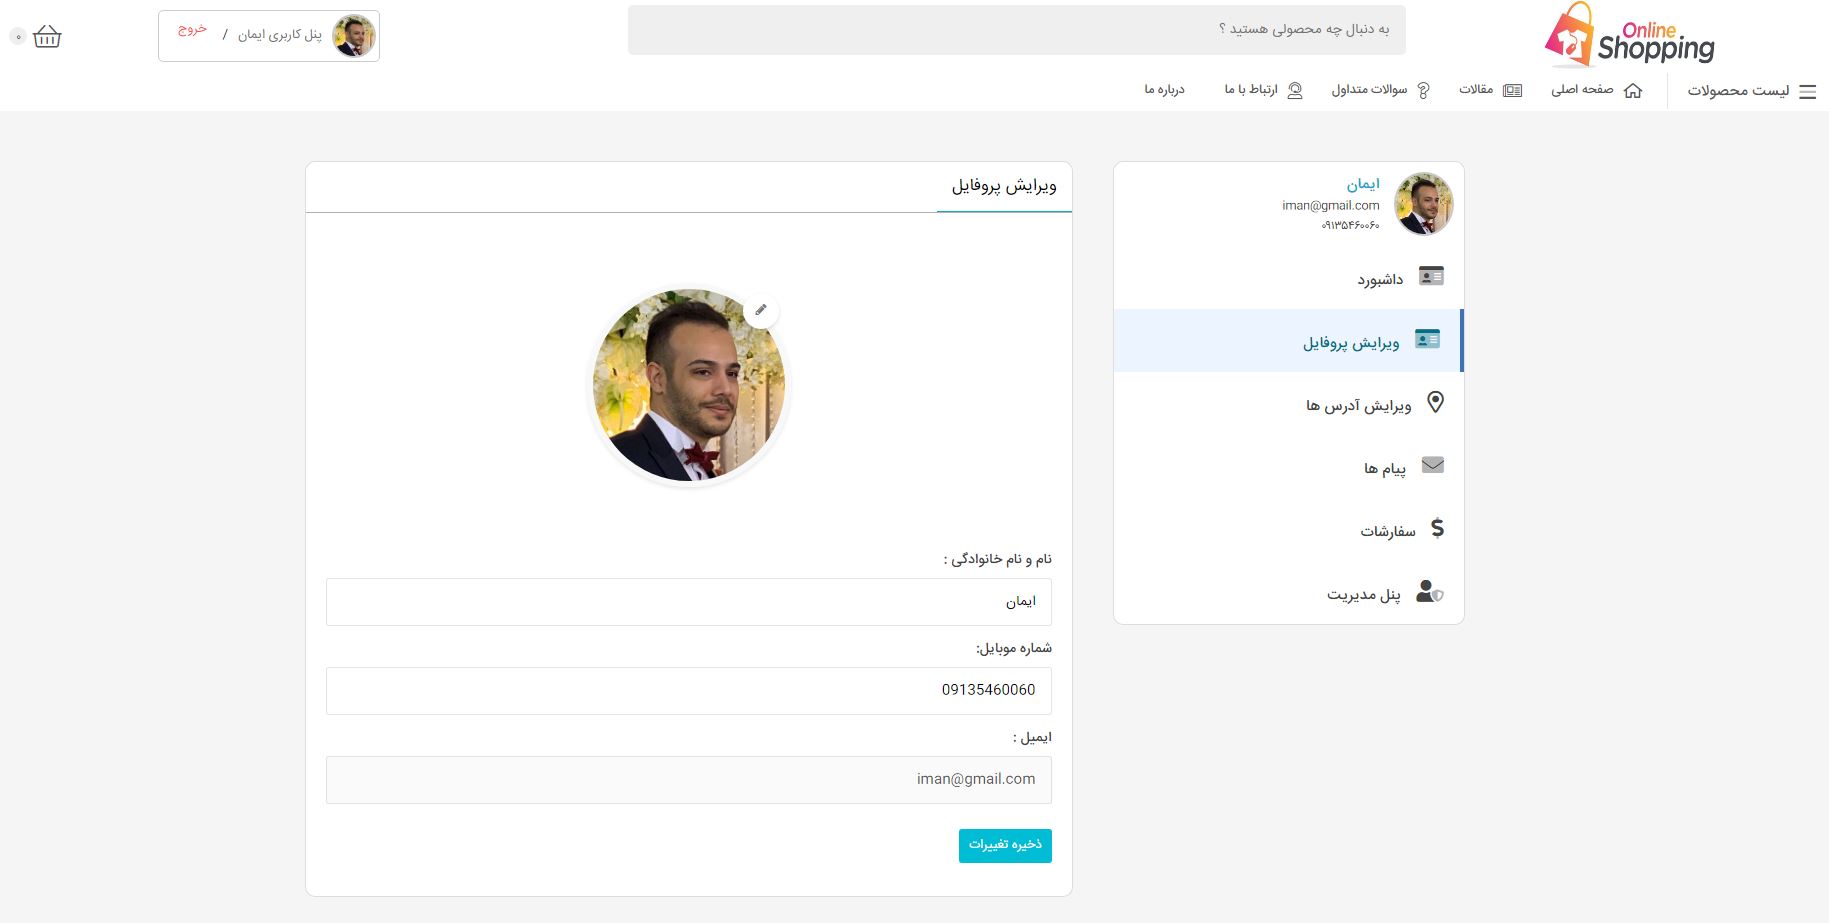 Online
Shopping
به دنبال چه محصولی هستید ؟
پنل کاربری ایمان / خروج
۰
لیست محصولات
صفحه اصلی
مقالات
سوالات متداول
ارتباط با ما
درباره ما
ایمان
iman@gmail.com
۰۹۱۳۵۴۶۰۰۶۰
داشبورد
ویرایش پروفایل
ویرایش آدرس ها
پیام ها
سفارشات
پنل مدیریت
ویرایش پروفایل
نام و نام خانوادگی :
ایمان
شماره موبایل:
09135460060
ایمیل :
iman@gmail.com
ذخیره تغییرات